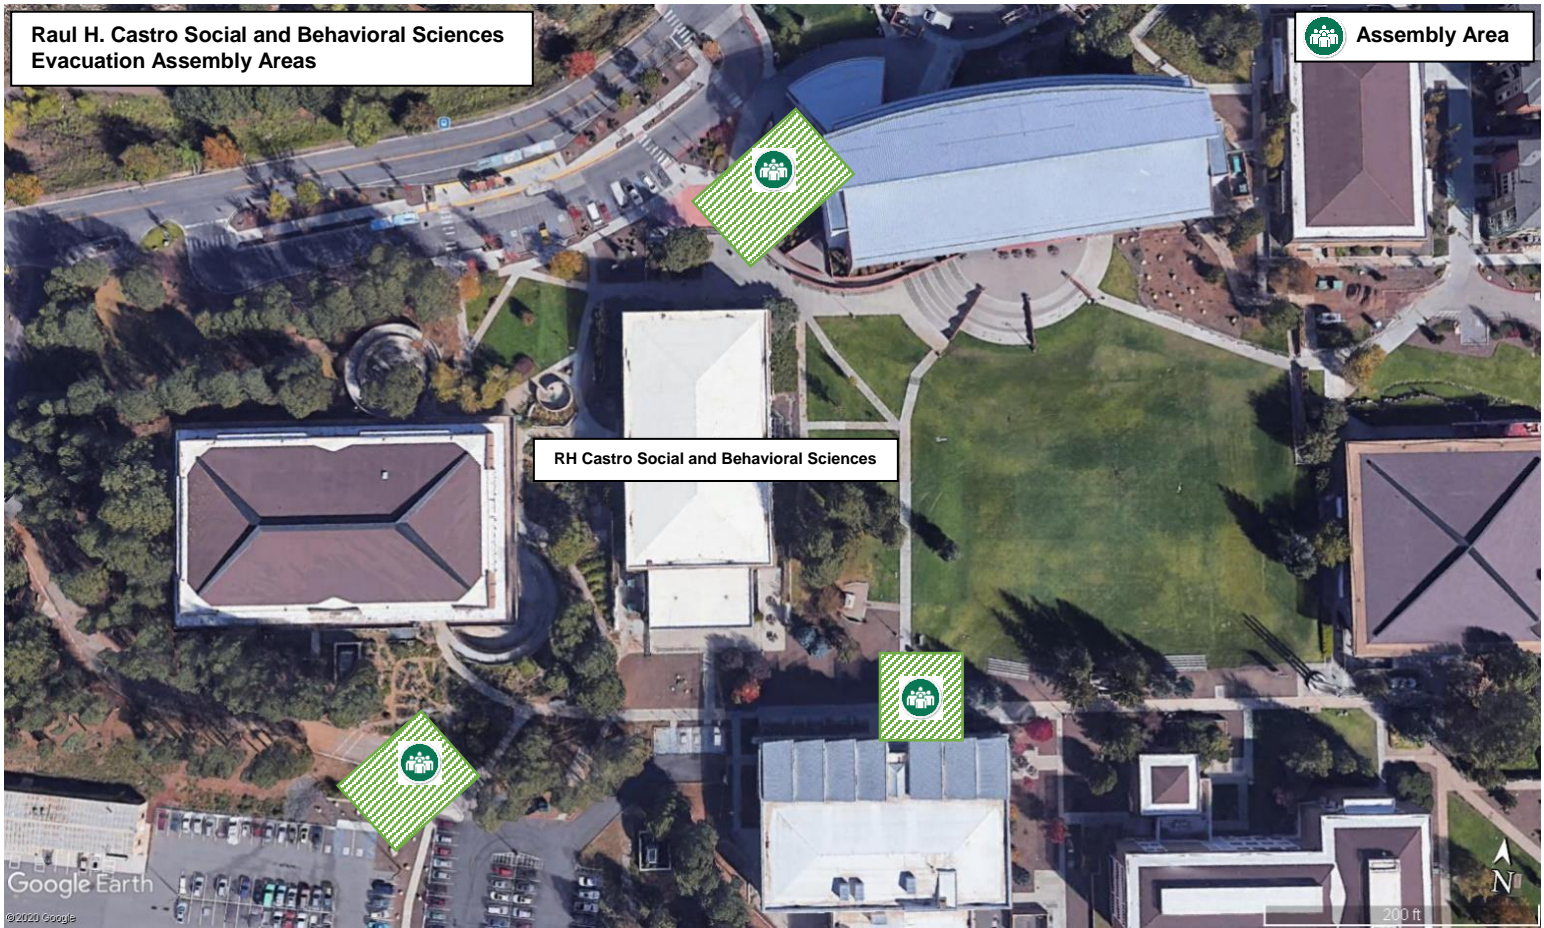 Raul H. Castro Social and Behavioral Sciences
Evacuation Assembly Areas
Assembly Area
RH Castro Social and Behavioral Sciences
Google Earth
©2020 Google
N
200 ft